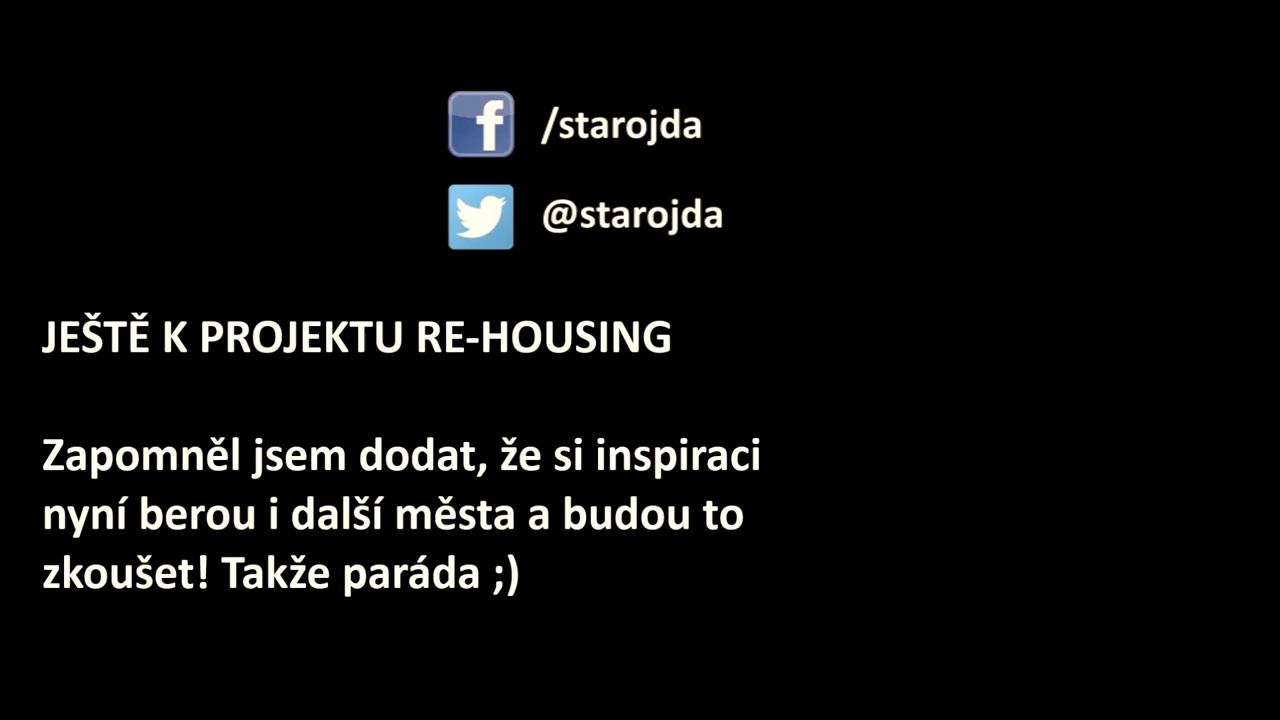 /starojda
@starojda
JEŠTĚ K PROJEKTU RE-HOUSING
Zapomněl jsem dodat, že si inspiraci
nyní berou i další města a budou to
zkoušet! Takže paráda ;)